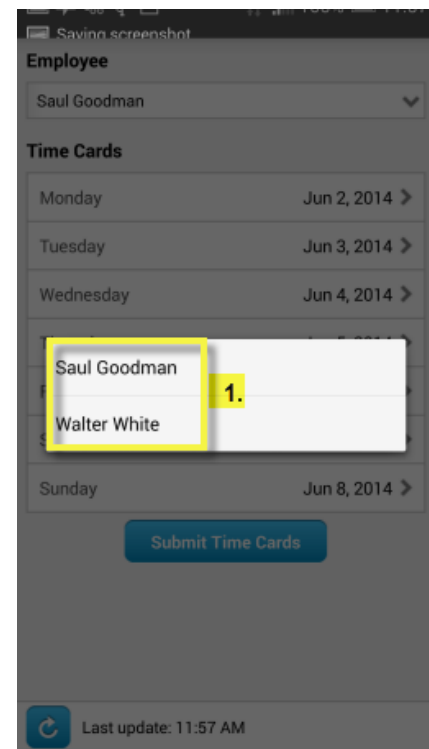 Saving screenshot
Employee
Saul Goodman
Time Cards
Monday Jun 2, 2014
Tuesday Jun 3, 2014
Wednesday Jun 4, 2014
Saul Goodman
1.
Walter White
Sunday Jun 8, 2014
Submit Time Cards
Last update: 11:57 AM